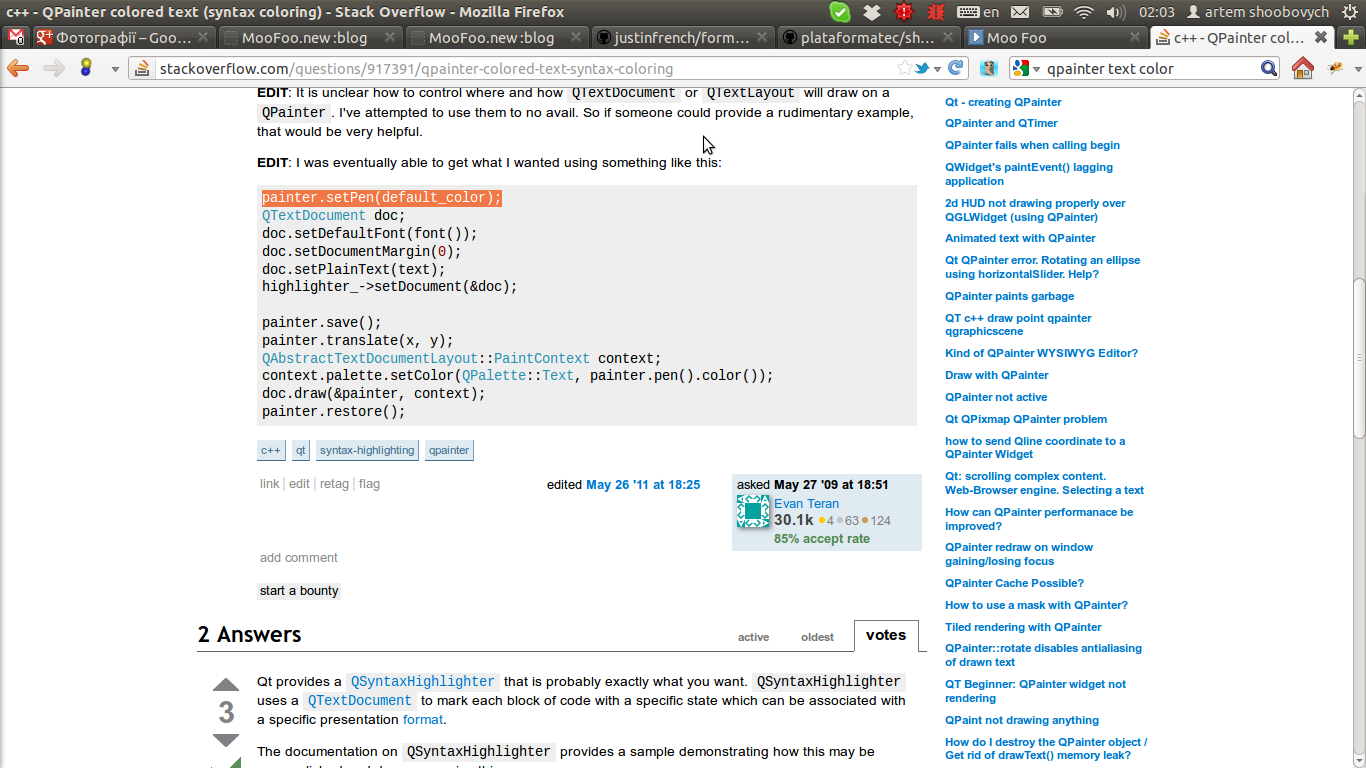 c++ - QPainter colored text (syntax coloring) - Stack Overflow - Mozilla Firefox
en
02:03
artem shoobovych
Фотографії – Goo...
MooFoo.new :blog
MooFoo.new :blog
justinfrench/form...
plataformatec/sh...
Moo Foo
c++ - QPainter col...
stackoverflow.com/questions/917391/qpainter-colored-text-syntax-coloring
qpainter text color
EDIT: It is unclear how to control where and how QTextDocument or QTextLayout will draw on a
QPainter. I've attempted to use them to no avail. So if someone could provide a rudimentary example,
that would be very helpful.
EDIT: I was eventually able to get what I wanted using something like this:
painter.setPen(default_color);
QTextDocument doc;
doc.setDefaultFont(font());
doc.setDocumentMargin(0);
doc.setPlainText(text);
highlighter_->setDocument(&doc);
painter.save();
painter.translate(x, y);
QAbstractTextDocumentLayout::PaintContext context;
context.palette.setColor(QPalette::Text, painter.pen().color());
doc.draw(&painter, context);
painter.restore();
c++ qt syntax-highlighting qpainter
link edit retag flag
edited May 26 '11 at 18:25
asked May 27 '09 at 18:51
Evan Teran
30.1k 4 63 124
85% accept rate
add comment
start a bounty
2 Answers
active oldest votes
3
Qt provides a QSyntaxHighlighter that is probably exactly what you want. QSyntaxHighlighter
uses a QTextDocument to mark each block of code with a specific state which can be associated with
a specific presentation format.
The documentation on QSyntaxHighlighter provides a sample demonstrating how this may be
Qt - creating QPainter
QPainter and QTimer
QPainter fails when calling begin
QWidget's paintEvent() lagging
application
2d HUD not drawing properly over
QGLWidget (using QPainter)
Animated text with QPainter
Qt QPainter error. Rotating an ellipse
using horizontalSlider. Help?
QPainter paints garbage
QT c++ draw point qpainter
qgraphicscene
Kind of QPainter WYSIWYG Editor?
Draw with QPainter
QPainter not active
Qt QPixmap QPainter problem
how to send Qline coordinate to a
QPainter Widget
Qt: scrolling complex content.
Web-Browser engine. Selecting a text
How can QPainter performanace be
improved?
QPainter redraw on window
gaining/losing focus
QPainter Cache Possible?
How to use a mask with QPainter?
Tiled rendering with QPainter
QPainter::rotate disables antialiasing
of drawn text
QT Beginner: QPainter widget not
rendering
QPaint not drawing anything
How do I destroy the QPainter object /
Get rid of drawText() memory leak?